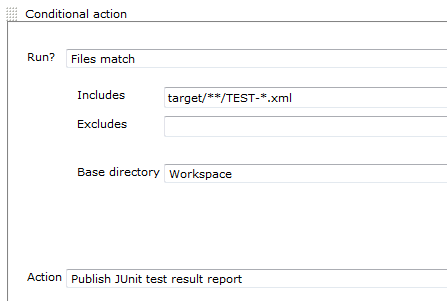 Conditional action
Run? Files match
Includes target/**/TEST-*.xml
Excludes
Base directory Workspace
Action Publish JUnit test result report